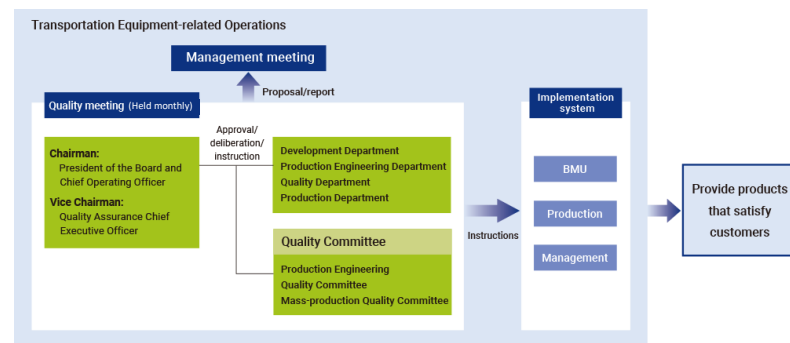 Transportation Equipment-related Operations
Management meeting
Proposal/report
Quality meeting (Held monthly)
Chairman:
President of the Board and
Chief Operating Officer
Vice Chairman:
Quality Assurance Chief
Executive Officer
Approval/
deliberation/
instruction
Development Department
Production Engineering Department
Quality Department
Production Department
Quality Committee
Production Engineering
Quality Committee
Mass-production Quality Committee
Instructions
Implementation
system
BMU
Production
Management
Provide products
that satisfy
customers